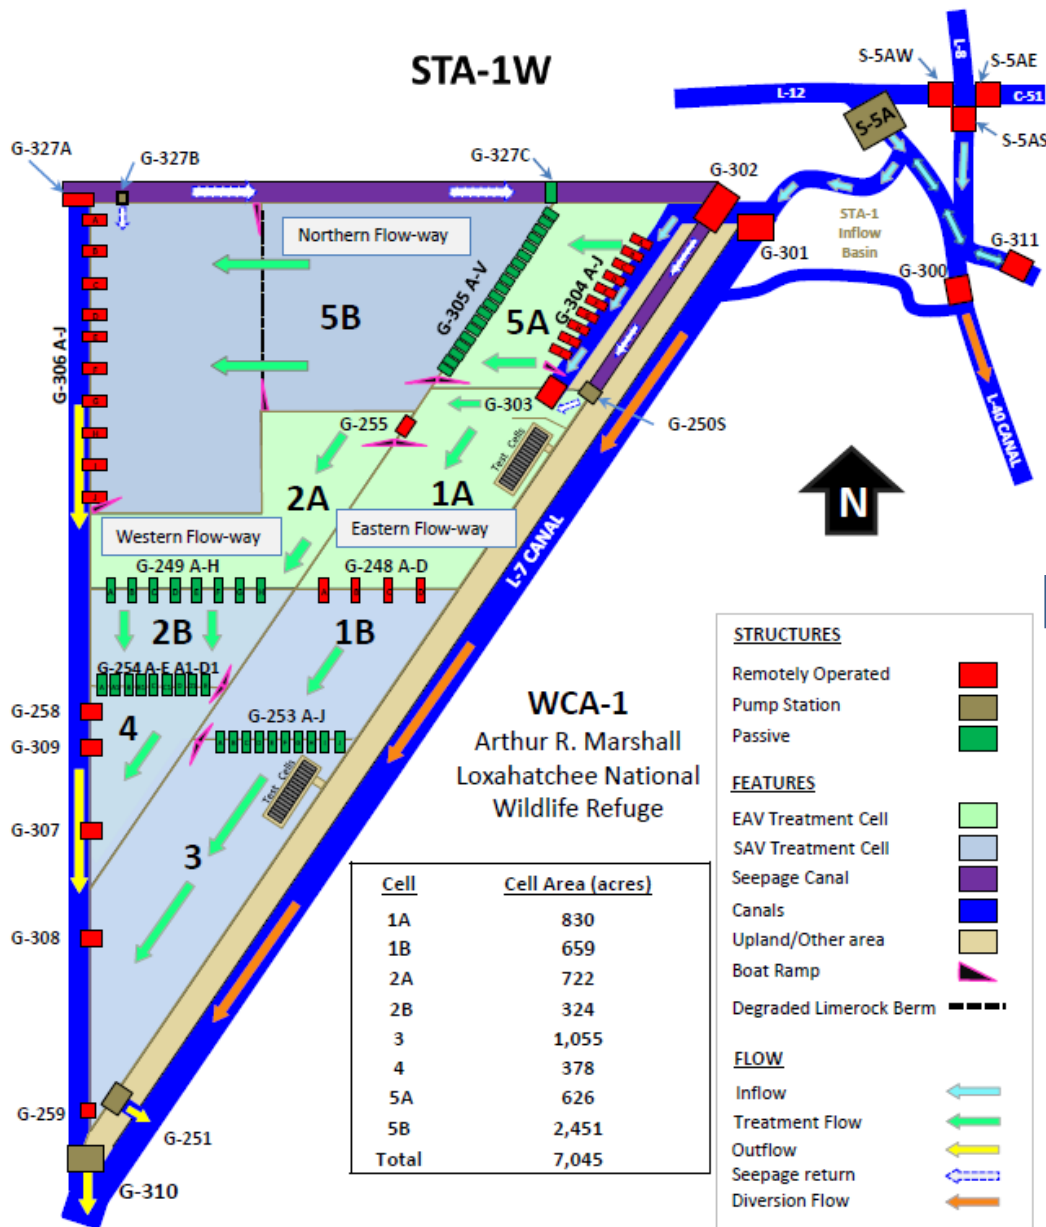 STA-1W
S-5AW
L-8
S-5AE
L-12
C-51
S-5A
S-5AS
G-327A
G-327B
G-327C
G-302
STA-1
Inflow
Basin
G-301
G-311
G-300
Northern Flow-way
5B
G-305 A-V
5A
G-304 A-J
G-306 A-J
A
B
C
D
E
F
G
H
I
J
G-303
G-250S
G-255
L-40 CANAL
Test Cells
2A
1A
N
Western Flow-way
Eastern Flow-way
G-249 A-H
G-248 A-D
A B C D E F G H
A B C D
L-7 CANAL
2B
1B
G-254 A-E A1-D1
G-258
G-253 A-J
G-309
4
Test Cells
G-307
3
G-308
G-259
G-251
G-310
WCA-1
Arthur R. Marshall
Loxahatchee National
Wildlife Refuge
Cell Cell Area (acres)
1A 830
1B 659
2A 722
2B 324
3 1,055
4 378
5A 626
5B 2,451
Total 7,045
STRUCTURES
Remotely Operated
Pump Station
Passive
FEATURES
EAV Treatment Cell
SAV Treatment Cell
Seepage Canal
Canals
Upland/Other area
Boat Ramp
Degraded Limerock Berm
FLOW
Inflow
Treatment Flow
Outflow
Seepage return
Diversion Flow